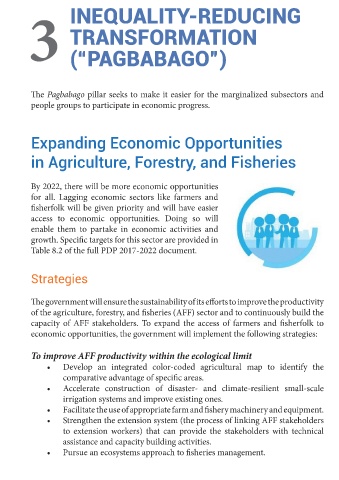 3
INEQUALITY-REDUCING
TRANSFORMATION
("PAGBABAGO")
The Pagbabago pillar seeks to make it easier for the marginalized subsectors and
people groups to participate in economic progress.
Expanding Economic Opportunities
in Agriculture, Forestry, and Fisheries
By 2022, there will be more economic opportunities
for all. Lagging economic sectors like farmers and
fisherfolk will be given priority and will have easier
access to economic opportunities. Doing so will
enable them to partake in economic activities and
growth. Specific targets for this sector are provided in
Table 8.2 of the full PDP 2017-2022 document.
Strategies
The government will ensure the sustainability of its efforts to improve the productivity
of the agriculture, forestry, and fisheries (AFF) sector and to continuously build the
capacity of AFF stakeholders. To expand the access of farmers and fisherfolk to
economic opportunities, the government will implement the following strategies:
To improve AFF productivity within the ecological limit
• Develop an integrated color-coded agricultural map to identify the
comparative advantage of specific areas.
• Accelerate construction of disaster- and climate-resilient small-scale
irrigation systems and improve existing ones.
• Facilitate the use of appropriate farm and fishery machinery and equipment.
• Strengthen the extension system (the process of linking AFF stakeholders
to extension workers) that can provide the stakeholders with technical
assistance and capacity building activities.
• Pursue an ecosystems approach to fisheries management.